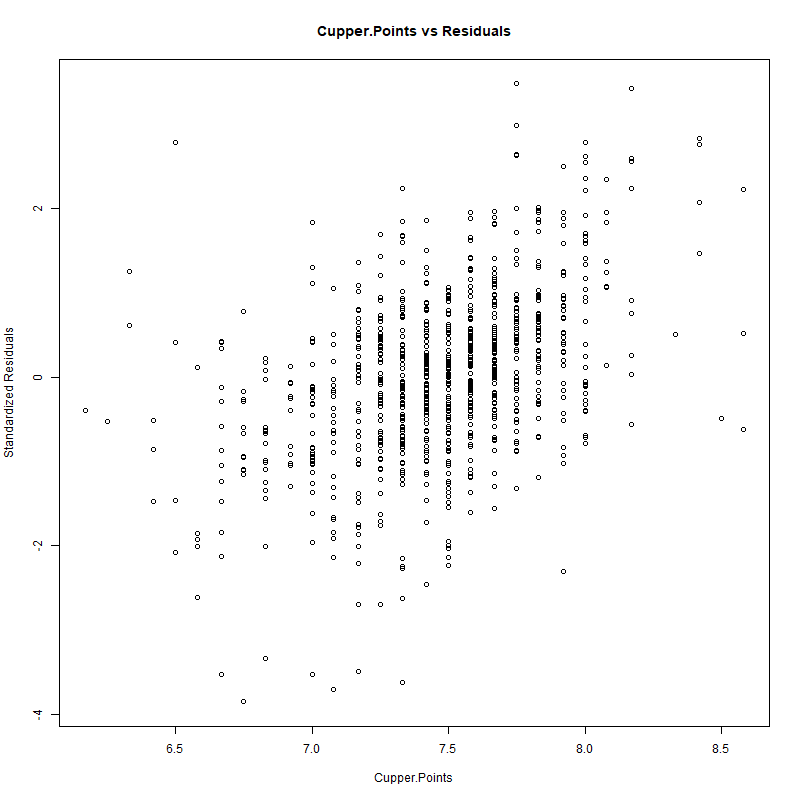 Cupper.Points vs Residuals
Standardized Residuals
2
0
-2
-4
6.5 7.0 7.5 8.0 8.5
Cupper.Points